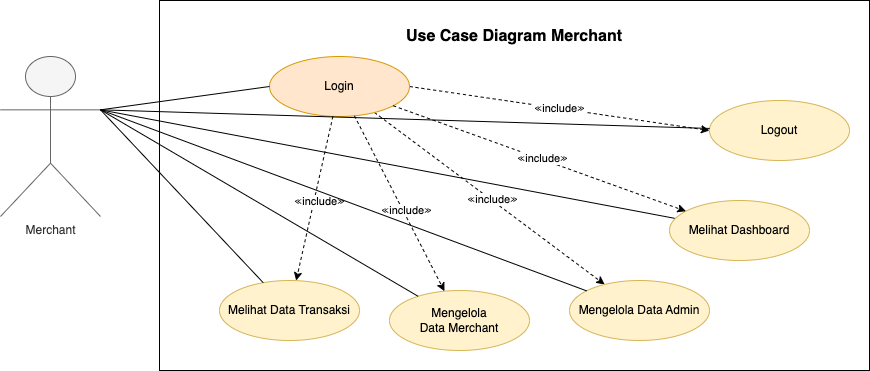 Use Case Diagram Merchant
Login
«include»
Logout
«include»
«include»
«include»
«include»
Merchant
Melihat Dashboard
Melihat Data Transaksi
Mengelola
Data Merchant
Mengelola Data Admin